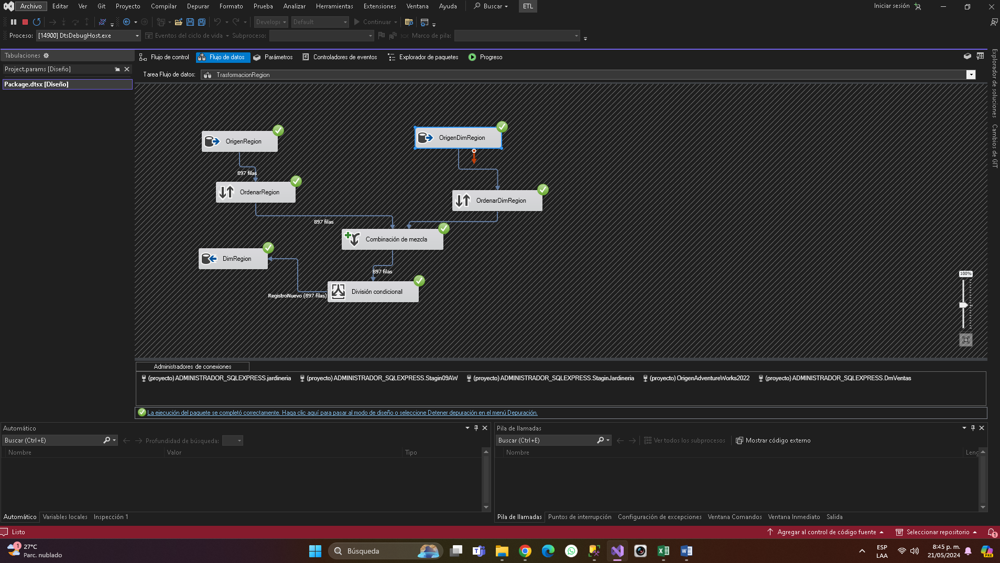 Archivo Editar Ver Git Proyecto Compilar Depurar Formato Prueba Analizar Herramientas Extensiones Ventana Ayuda Buscar ETL Iniciar sesión
Default Continuar
Proceso: [14900] DtsDebugHost.exe Eventos del ciclo de vida Subproceso: Marco de pila:
Tabulaciones
Project.params [Diseño]
Package.dtsx [Diseño]
Flujo de control Flujo de datos Parámetros Controladores de eventos Explorador de paquetes Progreso
Tarea Flujo de datos: TrasformacionRegion
Explorador de soluciones
Cambios de GIT
OrigenRegion
OrigenDimRegion
897 filas
OrdenarRegion
OrdenarDimRegion
897 filas
Combinación de mezcla
DimRegion
897 filas
División condicional
RegistroNuevo (897 filas)
100%
Administradores de conexiones
(proyecto) ADMINISTRADOR_SQLEXPRESS.jardineria (proyecto) ADMINISTRADOR_SQLEXPRESS.Stagin09AW (proyecto) ADMINISTRADOR_SQLEXPRESS.StaginJardineria (proyecto) OrigenAdventureWorks2022 (proyecto) ADMINISTRADOR_SQLEXPRESS.DmVentas
La ejecución del paquete se completó correctamente. Haga clic aquí para pasar al modo de diseño o seleccione Detener depuración en el menú Depuración.
Automático
Buscar (Ctrl+E) Profundidad de búsqueda:
Nombre Valor Tipo
Automático Variables locales Inspección 1
Pila de llamadas
Buscar (Ctrl+E) Ver todos los subprocesos Mostrar código externo
Nombre
Pila de llamadas Puntos de interrupción Configuración de excepciones Ventana Comandos Ventana Inmediato Salida
Listo Agregar al control de código fuente Seleccionar repositorio 1
1 27°C
Parc. nublado
Búsqueda
ESP
LAA
8:45 p. m.
21/05/2024
PRE